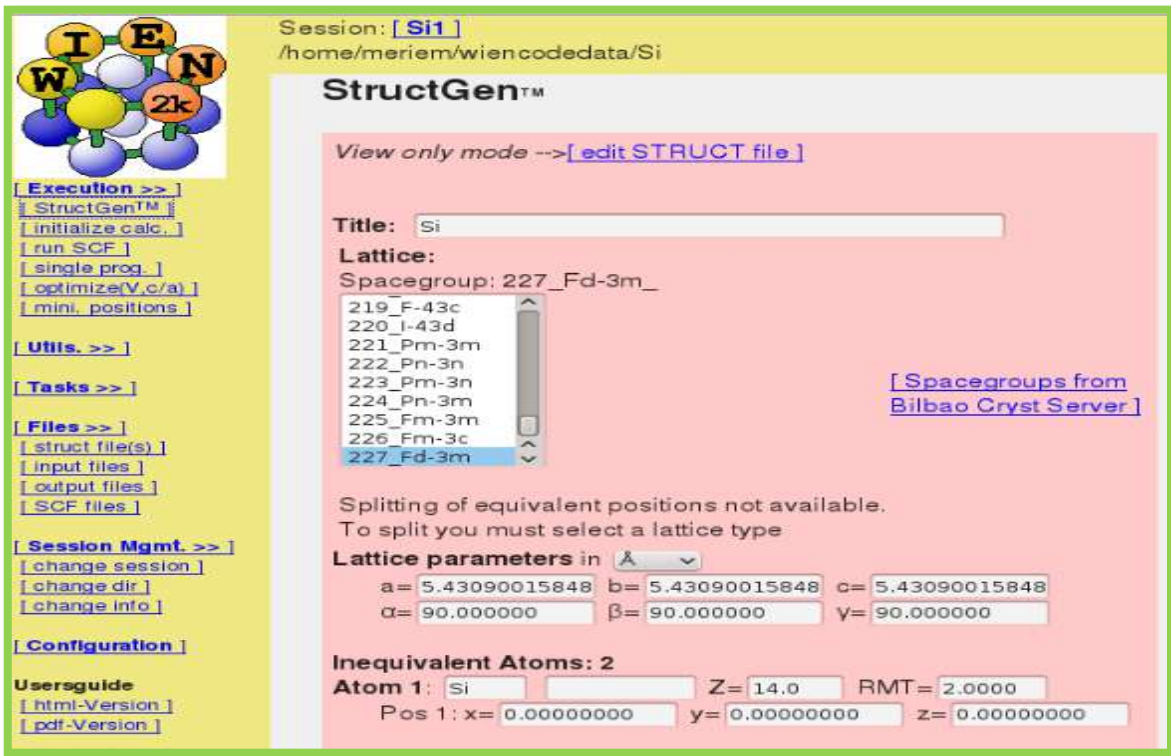 WIEN
2k
[ Execution >> ]
[ StructGen™ ]
[ initialize calc. ]
[ run SCF ]
[ single prog. ]
[ optimize(V,c/a) ]
[ mini. positions ]
[ Utils. >> ]
[ Tasks >> ]
[ Files >> ]
[ struct file(s) ]
[ input files ]
[ output files ]
[ SCF files ]
[ Session Mgmt. >> ]
[ change session ]
[ change dir ]
[ change info ]
[ Configuration ]
Usersguide
[ html-Version ]
[ pdf-Version ]
Session: [ Si1 ]
/home/meriem/wiencodedata/Si
StructGen™
View only mode -->[ edit STRUCT file ]
Title: Si
Lattice:
Spacegroup: 227_Fd-3m_
219_F-43c
220_I-43d
221_Pm-3m
222_Pn-3n
223_Pm-3n
224_Pn-3m
225_Fm-3m
226_Fm-3c
227_Fd-3m
[ Spacegroups from
Bilbao Cryst Server ]
Splitting of equivalent positions not available.
To split you must select a lattice type
Lattice parameters in Å
a= 5.43090015848 b= 5.43090015848 c= 5.43090015848
α= 90.000000 β= 90.000000 γ= 90.000000
Inequivalent Atoms: 2
Atom 1: Si Z= 14.0 RMT= 2.0000
Pos 1: x= 0.00000000 y= 0.00000000 z= 0.00000000